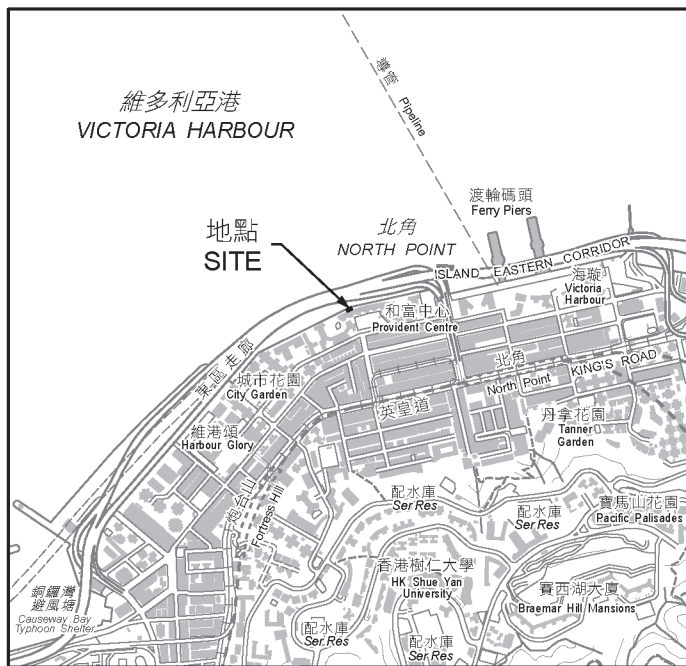 維多利亞港
VICTORIA HARBOUR
管道
Pipeline
渡輪碼頭
Ferry Piers
地點
SITE
北角
NORTH POINT
ISLAND EASTERN CORRIDOR
海璇
Victoria
Harbour
和富中心
Provident Centre
東區走廊
城市花園
City Garden
北角
North Point
KING'S ROAD
英皇道
維港頌
Harbour Glory
丹拿花園
Tanner
Garden
炮台山
Fortress Hill
配水庫
Ser Res
配水庫
Ser Res
寶馬山花園
Pacific Palisades
香港樹仁大學
HK Shue Yan
University
賽西湖大廈
Braemar Hill Mansions
銅鑼灣
避風塘
Causeway Bay
Typhoon Shelter
配水庫
Ser Res
配水庫
Ser Res